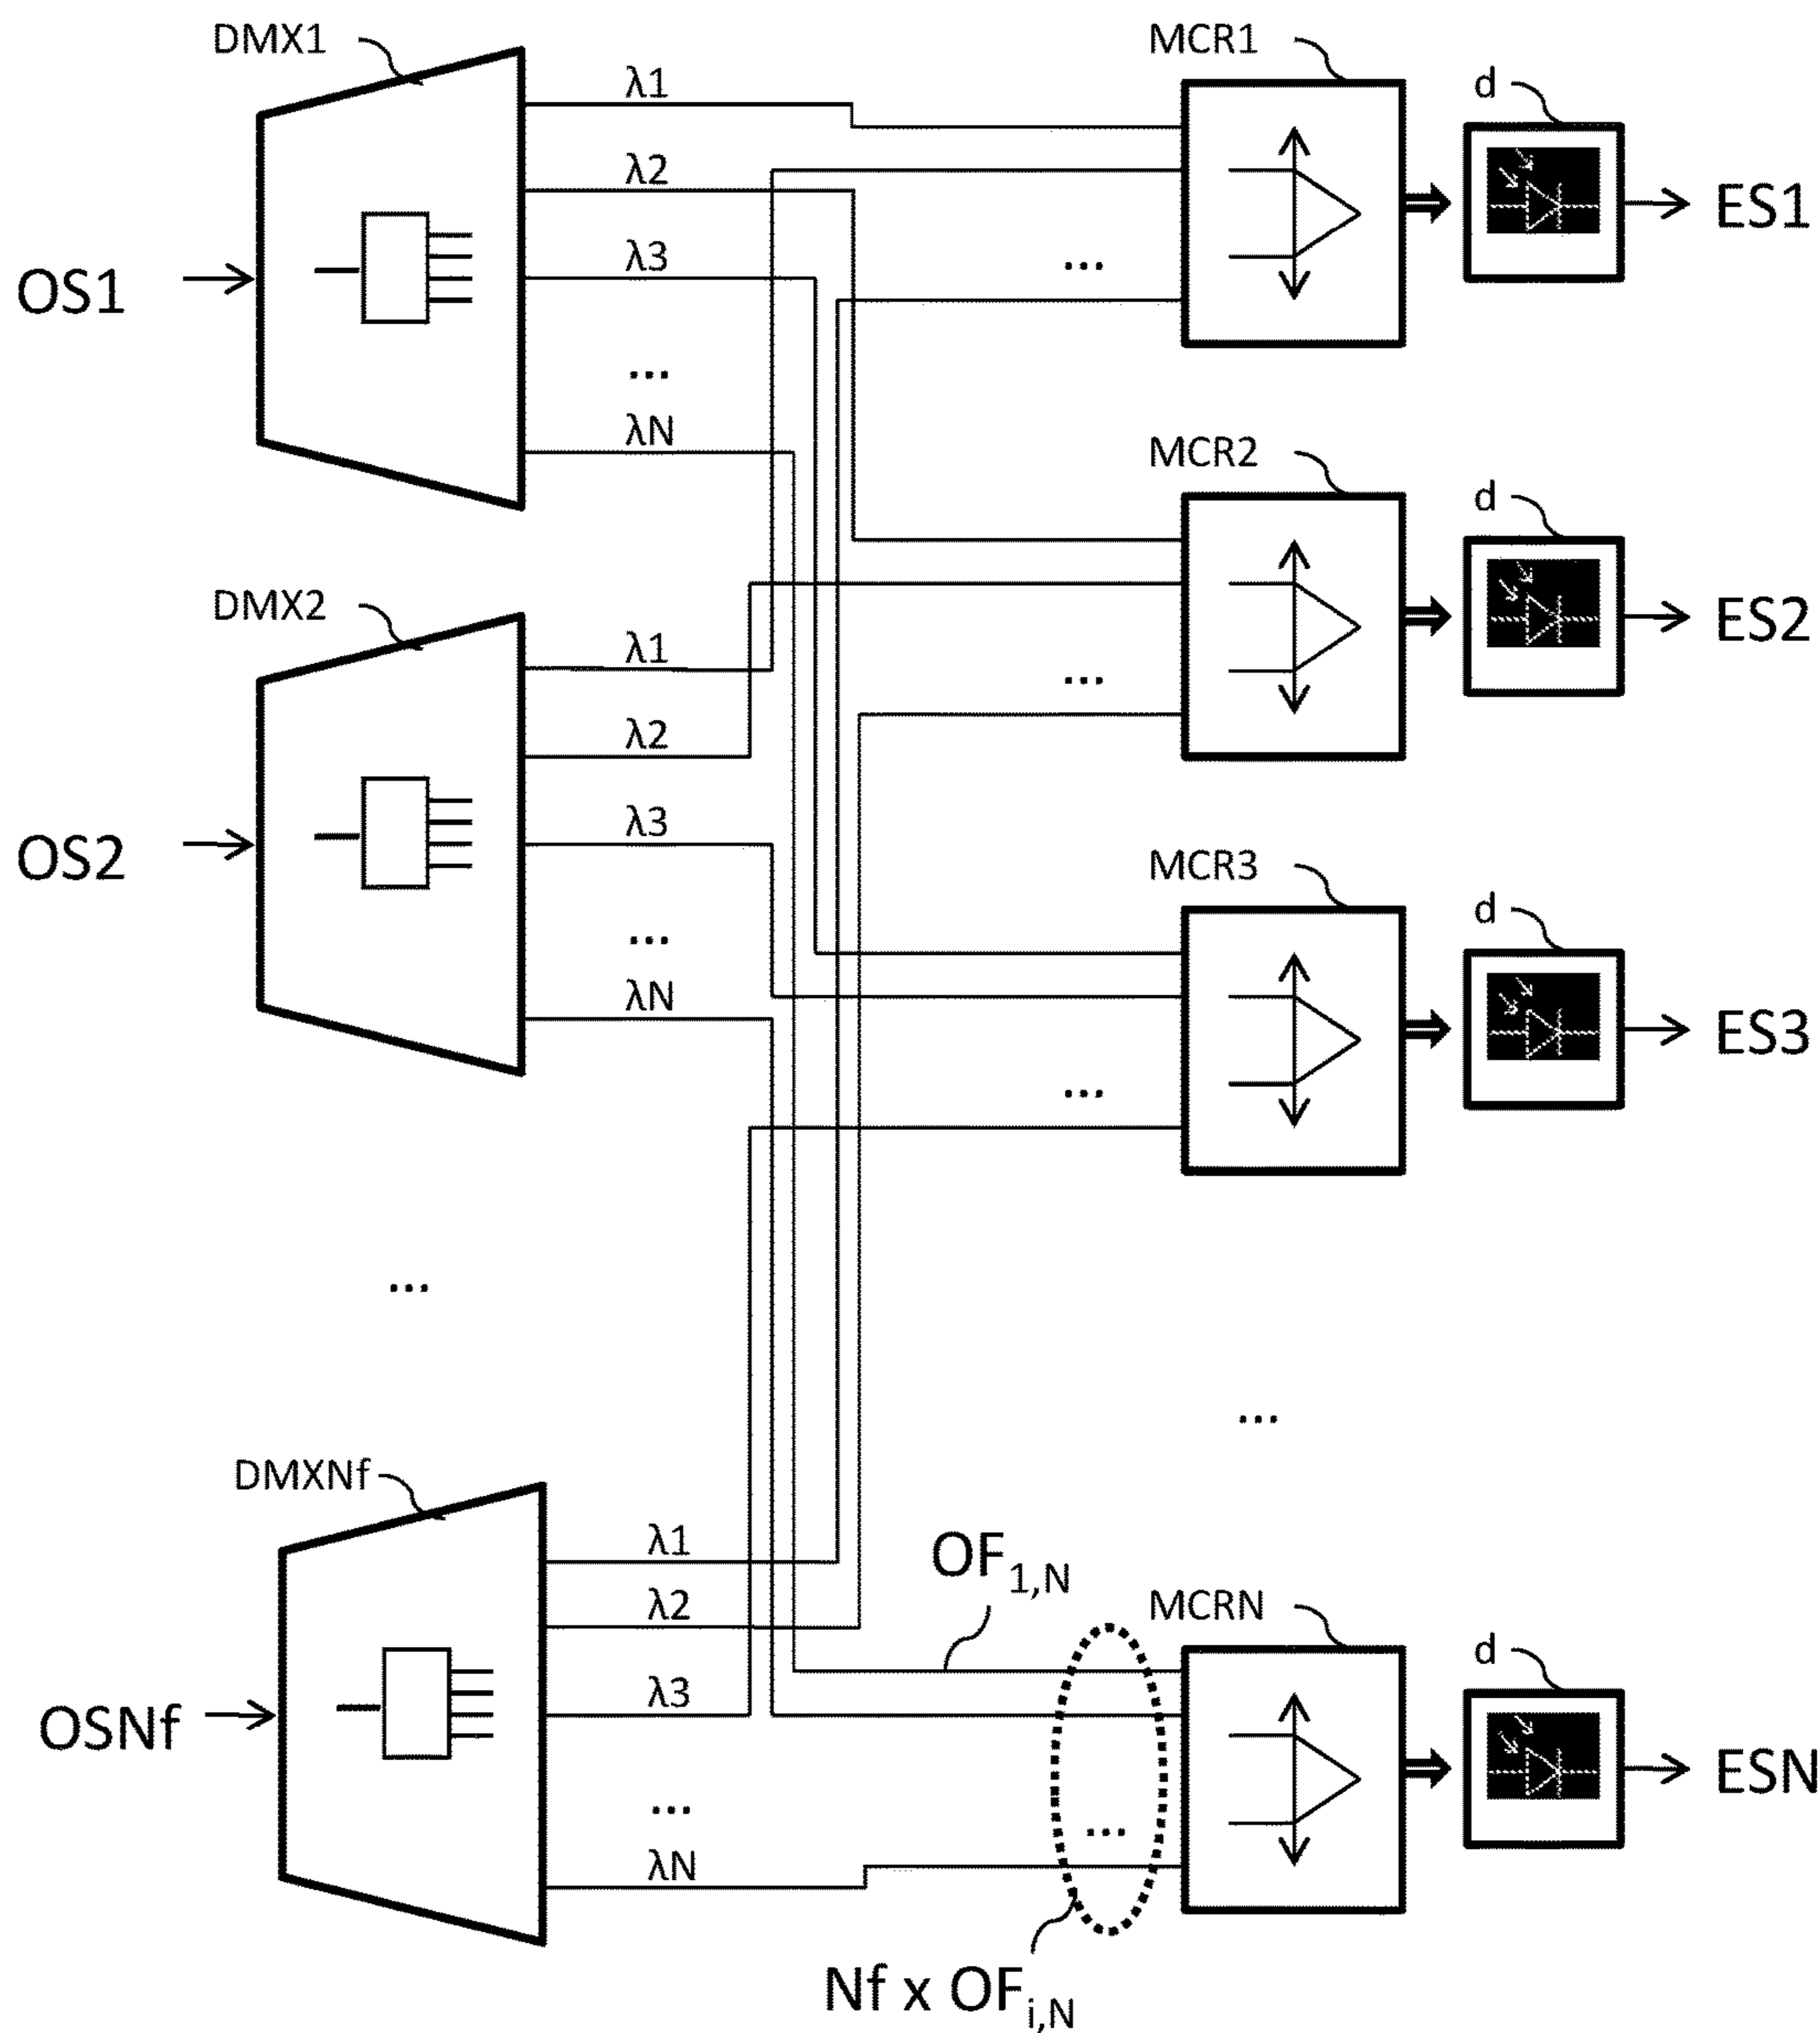 DMX1
OS1
λ1
λ2
λ3
...
λN
MCR1
...
d
ES1
DMX2
OS2
λ1
λ2
λ3
...
λN
MCR2
...
d
ES2
MCR3
...
d
ES3
...
...
DMXNf
OSNf
λ1
λ2
λ3
...
λN
OF1,N
...
Nf x OFi,N
MCRN
d
ESN